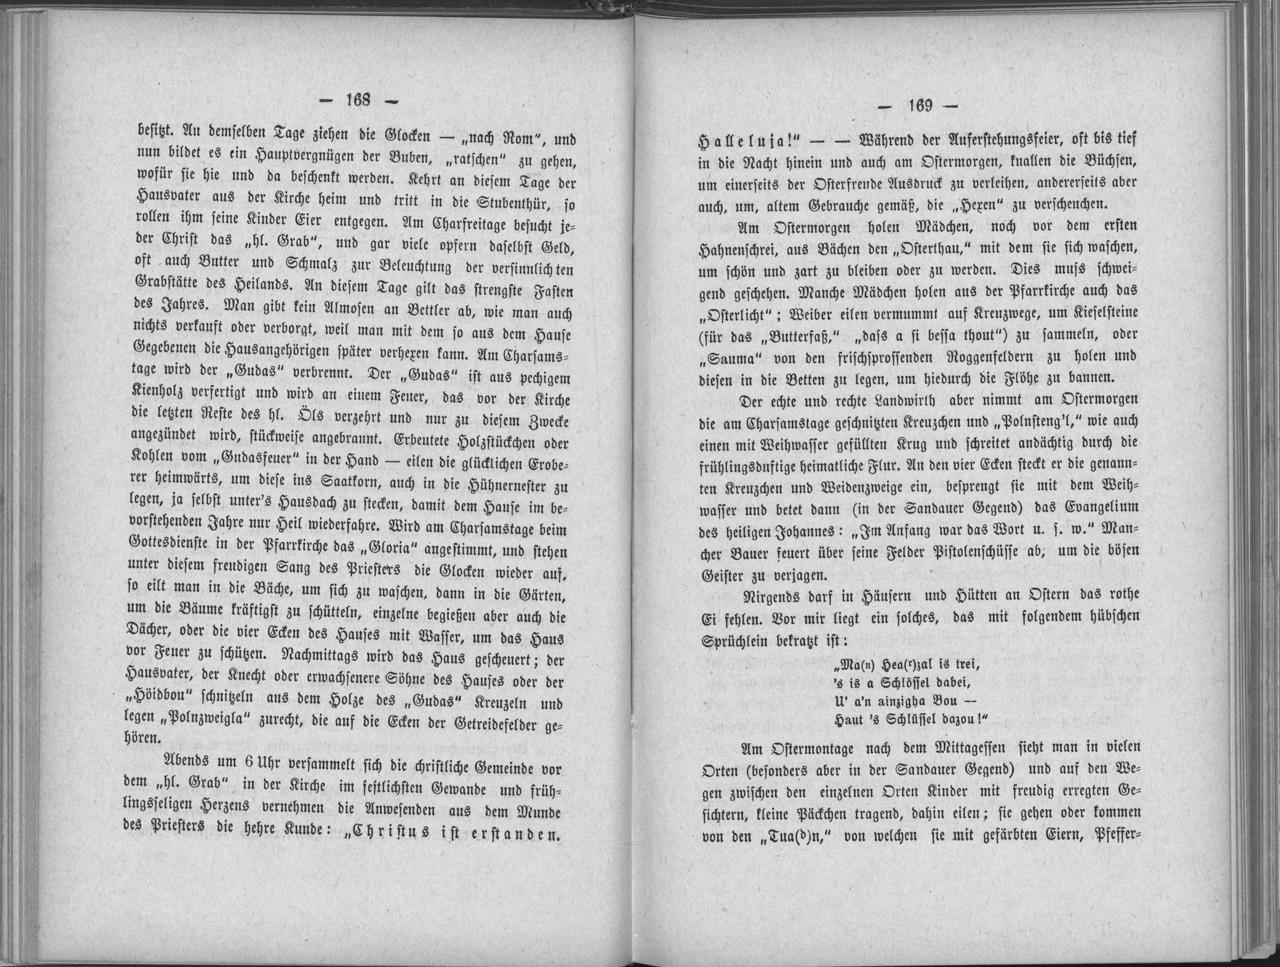 — 168 —
besitzt. An demselben Tage ziehen die Glocken — „nach Rom“, und
nun bildet es ein Hauptvergnügen der Buben, „ratschen“ zu gehen,
wofür sie hie und da beschenkt werden. Kehrt an diesem Tage der
Hausvater aus der Kirche heim und tritt in die Stubenthür, so
rollen ihm seine Kinder Eier entgegen. Am Charfreitage besucht je-
der Christ das „hl. Grab“, und gar viele opfern daselbst Geld,
oft auch Butter und Schmalz zur Beleuchtung der versinnlichten
Grabstätte des Heilands. An diesem Tage gilt das strengste Fasten
des Jahres. Man gibt kein Almosen an Bettler ab, wie man auch
nichts verkauft oder verborgt, weil man mit dem so aus dem Hause
Gegebenen die Hausangehörigen später verhexen kann. Am Charsams-
tage wird der „Gudas“ verbrennt. Der „Gudas“ ist aus pechigem
Kienholz verfertigt und wird an einem Feuer, das vor der Kirche
die letzten Reste des hl. Öls verzehrt und nur zu diesem Zwecke
angezündet wird, stückweise angebrannt. Erbeutete Holzstückchen oder
Kohlen vom „Gudasfeuer“ in der Hand — eilen die glücklichen Erobe-
rer heimwärts, um diese ins Saatkorn, auch in die Hühnernester zu
legen, ja selbst unter's Hausdach zu stecken, damit dem Hause im be-
vorstehenden Jahre nur Heil wiederfahre. Wird am Charsamstage beim
Gottesdienste in der Pfarrkirche das „Gloria“ angestimmt, und stehen
unter diesem freudigen Sang des Priesters die Glocken wieder auf,
so eilt man in die Bäche, um sich zu waschen, dann in die Gärten,
um die Bäume kräftigst zu schütteln, einzelne begießen aber auch die
Dächer, oder die vier Ecken des Hauses mit Wasser, um das Haus
vor Feuer zu schützen. Nachmittags wird das Haus gescheuert; der
Hausvater, der Knecht oder erwachsenere Söhne des Hauses oder der
„Höidbou“ schnitzeln aus dem Holze des „Gudas“ Kreuzeln und
legen „Polnzweigla“ zurecht, die auf die Ecken der Getreidefelder ge-
hören.
Abends um 6 Uhr versammelt sich die christliche Gemeinde vor
dem „hl. Grab“ in der Kirche im festlichsten Gewande und früh-
lingsseligen Herzens vernehmen die Anwesenden aus dem Munde
des Priesters die hehre Kunde: „Christus ist erstanden.
— 169 —
Halleluja!“ — — Während der Auferstehungsfeier, oft bis tief
in die Nacht hinein und auch am Ostermorgen, knallen die Büchsen,
um einerseits der Osterfreude Ausdruck zu verleihen, andererseits aber
auch, um, altem Gebrauche gemäß, die „Hexen“ zu verscheuchen.
Am Ostermorgen holen Mädchen, noch vor dem ersten
Hahnenschrei, aus Bächen den „Osterthau,“ mit dem sie sich waschen,
um schön und zart zu bleiben oder zu werden. Dies muss schwei-
gend geschehen. Manche Mädchen holen aus der Pfarrkirche auch das
„Osterlicht“; Weiber eilen vermummt auf Kreuzwege, um Kieselsteine
(für das „Butterfaß,“ „dass a si bessa thout“) zu sammeln, oder
„Sauma“ von den frischsprossenden Roggenfeldern zu holen und
diesen in die Betten zu legen, um hiedurch die Flöhe zu bannen.
Der echte und rechte Landwirth aber nimmt am Ostermorgen
die am Charsamstage geschnitzten Kreuzchen und „Polnsteng'l,“ wie auch
einen mit Weihwasser gefüllten Krug und schreitet andächtig durch die
frühlingsduftige heimatliche Flur. An den vier Ecken steckt er die genann-
ten Kreuzchen und Weidenzweige ein, besprengt sie mit dem Weih-
wasser und betet dann (in der Sandauer Gegend) das Evangelium
des heiligen Johannes: „Im Anfang war das Wort u. s. w.“ Man-
cher Bauer feuert über seine Felder Pistolenschüsse ab, um die bösen
Geister zu verjagen.
Nirgends darf in Häusern und Hütten an Ostern das rothe
Ei fehlen. Vor mir liegt ein solches, das mit folgendem hübschen
Sprüchlein bekratzt ist:
„Ma(n) Hea(r)zal is trei,
's is a Schlössel dabei,
U' a'n ainzigha Bou —
Haut 's Schlüssel dazou!“
Am Ostermontage nach dem Mittagessen sieht man in vielen
Orten (besonders aber in der Sandauer Gegend) und auf den We-
gen zwischen den einzelnen Orten Kinder mit freudig erregten Ge-
sichtern, kleine Päckchen tragend, dahin eilen; sie gehen oder kommen
von den „Tua(d)n,“ von welchen sie mit gefärbten Eiern, Pfeffer-